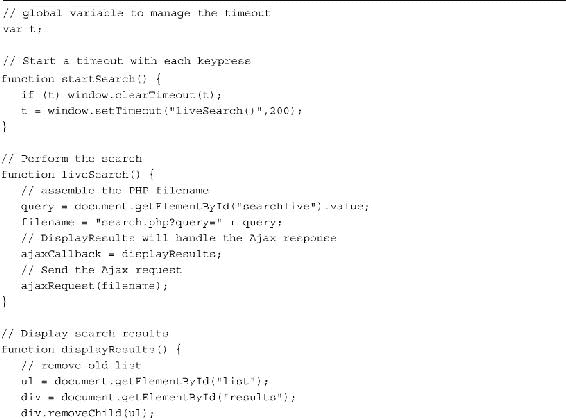 // global variable to manage the timeout
var t;
// Start a timeout with each keypress
function startSearch() {
if (t) window.clearTimeout(t);
t = window.setTimeout("liveSearch()",200);
}
// Perform the search
function liveSearch() {
// assemble the PHP filename
query = document.getElementById("searchlive").value;
filename = "search.php?query=" + query;
// DisplayResults will handle the Ajax response
ajaxCallback = displayResults;
// Send the Ajax request
ajaxRequest(filename);
}
// Display search results
function displayResults() {
// remove old list
ul = document.getElementById("list");
div = document.getElementById("results");
div.removeChild(ul);